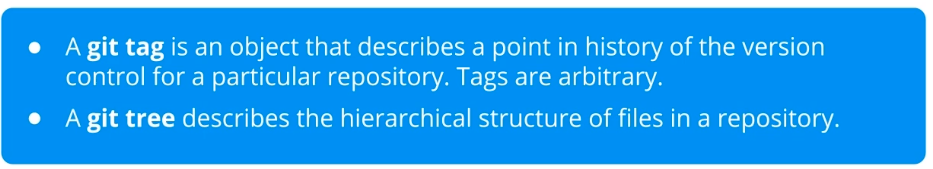 ● A git tag is an object that describes a point in history of the version
control for a particular repository. Tags are arbitrary.
● A git tree describes the hierarchical structure of files in a repository.